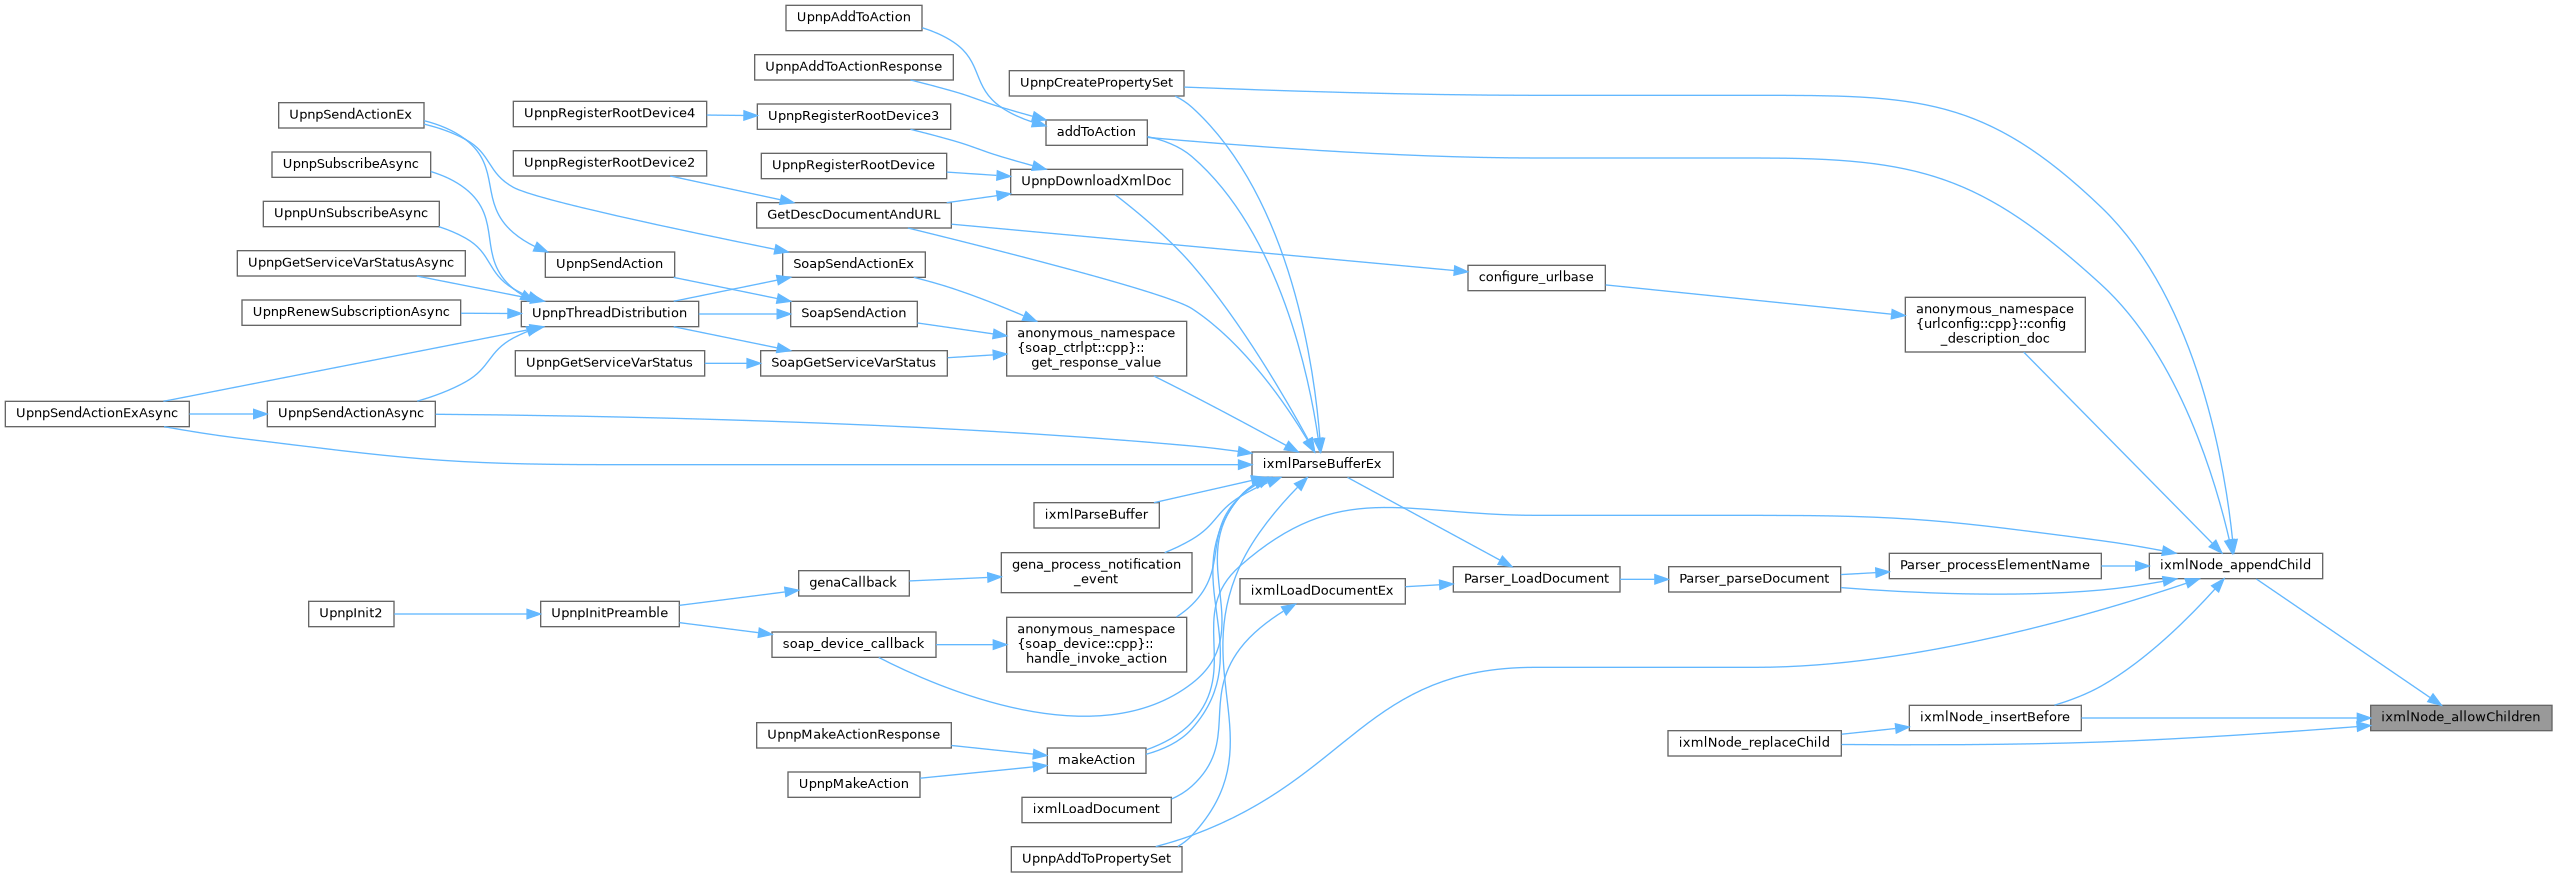 UpnpAddToAction
UpnpAddToActionResponse
UpnpCreatePropertySet
UpnpSendActionEx
UpnpRegisterRootDevice4
UpnpRegisterRootDevice3
addToAction
UpnpSubscribeAsync
UpnpRegisterRootDevice2
UpnpRegisterRootDevice
UpnpDownloadXmlDoc
UpnpUnSubscribeAsync
GetDescDocumentAndURL
UpnpGetServiceVarStatusAsync
UpnpSendAction
SoapSendActionEx
configure_urlbase
UpnpRenewSubscriptionAsync
UpnpThreadDistribution
SoapSendAction
anonymous_namespace
{urlconfig::cpp}::config
_description_doc
anonymous_namespace
{soap_ctrlpt::cpp}::
get_response_value
UpnpGetServiceVarStatus
SoapGetServiceVarStatus
UpnpSendActionExAsync
UpnpSendActionAsync
ixmlParseBufferEx
ixmlParseBuffer
gena_process_notification
_event
genaCallback
ixmlLoadDocumentEx
Parser_LoadDocument
Parser_parseDocument
Parser_processElementName
ixmlNode_appendChild
UpnpInit2
UpnpInitPreamble
soap_device_callback
anonymous_namespace
{soap_device::cpp}::
handle_invoke_action
ixmlNode_insertBefore
ixmlNode_allowChildren
UpnpMakeActionResponse
ixmlNode_replaceChild
makeAction
UpnpMakeAction
ixmlLoadDocument
UpnpAddToPropertySet